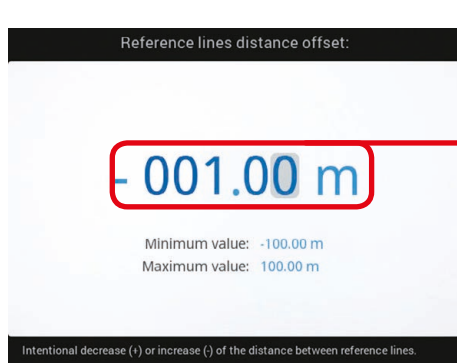 Reference lines distance offset:
- 001.00 m
Minimum value: -100.00 m
Maximum value: 100.00 m
Intentional decrease (+) or increase (-) of the distance between reference lines.